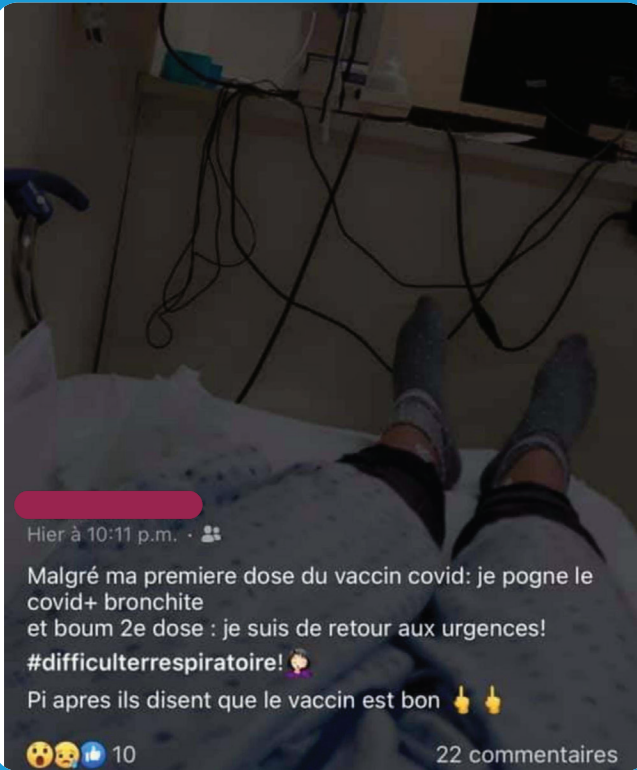 Hier à 10:11 p.m. ·
Malgré ma premiere dose du vaccin covid: je pogne le
covid+ bronchite
et boum 2e dose : je suis de retour aux urgences!
#difficulterrespiratoire! 🤦🏻‍♀️
Pi apres ils disent que le vaccin est bon 🖕🖕
10
22 commentaires